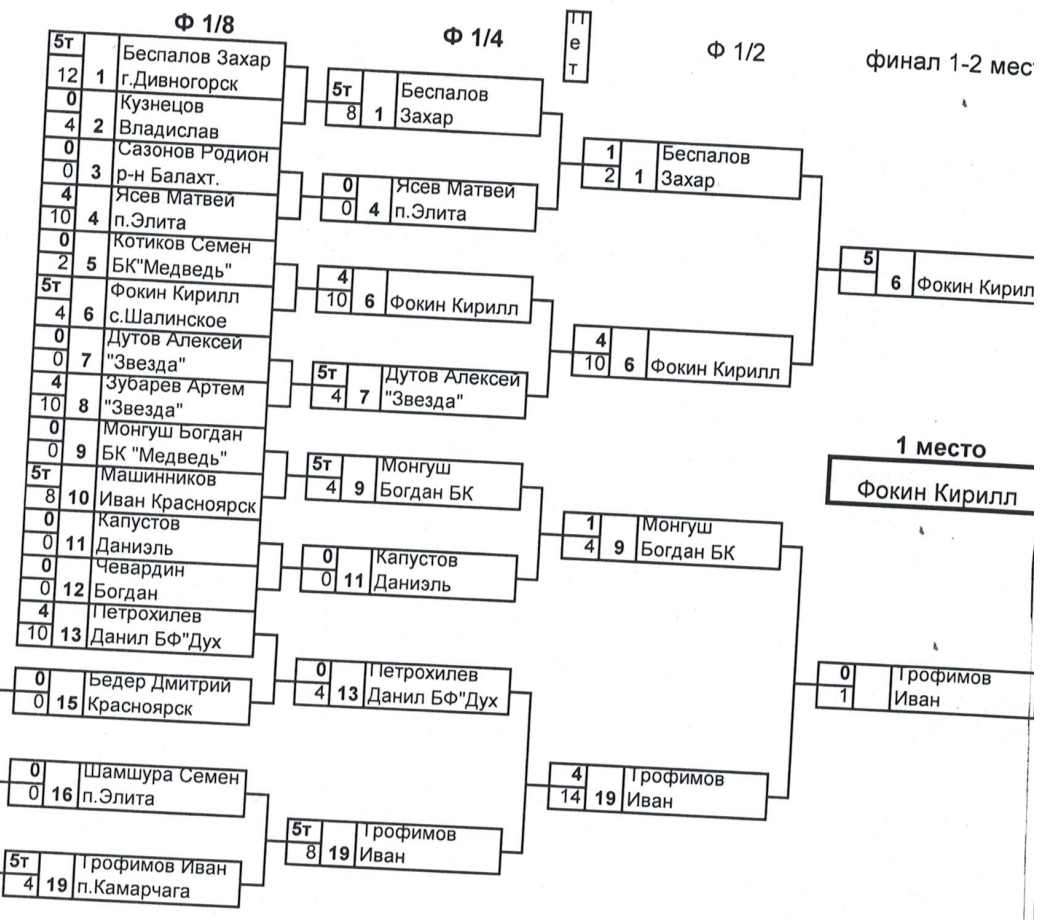 Ф 1/8
5т
12
1
Беспалов Захар
г.Дивногорск
0
4
2
Кузнецов
Владислав
0
0
3
Сазонов Родион
р-н Балахт.
4
10
4
Ясев Матвей
п.Элита
0
2
5
Котиков Семен
БК"Медведь"
5т
4
6
Фокин Кирилл
с.Шалинское
0
0
7
Дутов Алексей
"Звезда"
4
10
8
Зубарев Артем
"Звезда"
0
0
9
Монгуш Богдан
БК "Медведь"
5т
8
10
Машинников
Иван Красноярск
0
0
11
Капустов
Даниэль
0
0
12
Чевардин
Богдан
4
10
13
Петрохилев
Данил БФ"Дух
0
0
15
Бедер Дмитрий
Красноярск
0
0
16
Шамшура Семен
п.Элита
5т
4
19
Трофимов Иван
п.Камарчага
Ф 1/4
5т
8
1
Беспалов
Захар
0
0
4
Ясев Матвей
п.Элита
4
10
6
Фокин Кирилл
5т
4
7
Дутов Алексей
"Звезда"
5т
4
9
Монгуш
Богдан БК
0
0
11
Капустов
Даниэль
0
4
13
Петрохилев
Данил БФ"Дух
5т
8
19
Трофимов
Иван
П
е
т
Ф 1/2
1
2
1
Беспалов
Захар
4
10
6
Фокин Кирилл
1
4
9
Монгуш
Богдан БК
4
14
19
Трофимов
Иван
финал 1-2 мес
5
6
Фокин Кирил
1 место
Фокин Кирилл
0
1
Трофимов
Иван